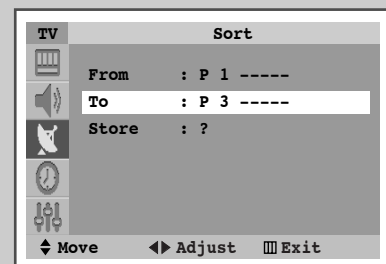 TV Sort
From : P 1 -----
To : P 3 -----
Store : ?
Move Adjust Exit